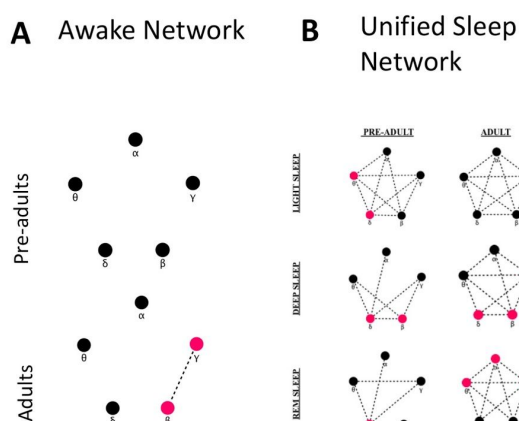 A Awake Network
B Unified Sleep
Network
Pre-adults
α
θ γ
δ β
Adults
α
θ γ
PRE-ADULT ADULT
LIGHT SLEEP
θ γ θ
δ β δ β
DEEP SLEEP
α α
θ γ θ
δ β δ β
REM SLEEP
α
θ γ θ